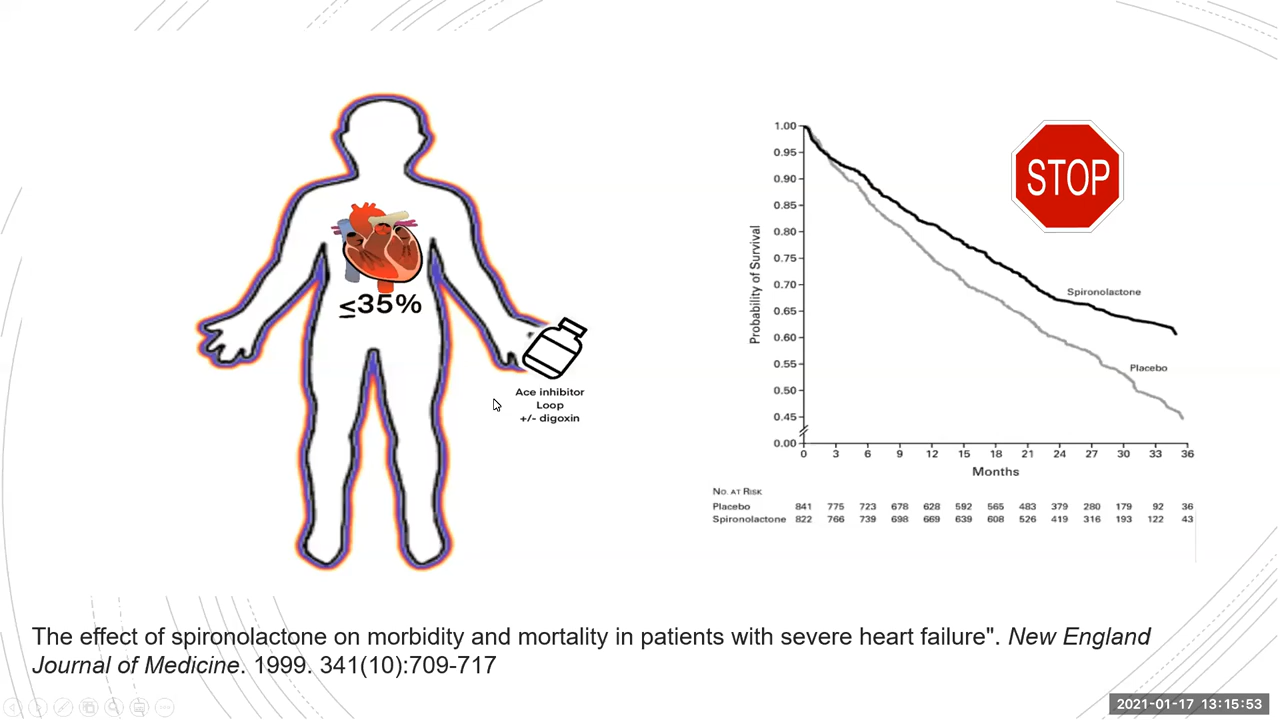 ≤35%
Ace inhibitor
Loop
+/- digoxin
STOP
Probability of Survival
1.00
0.95
0.90
0.85
0.80
0.75
0.70
0.65
0.60
0.55
0.50
0.45
0.00
Spironolactone
Placebo
0 3 6 9 12 15 18 21 24 27 30 33 36
Months
No. at Risk
Placebo 841 775 723 678 628 592 565 483 379 280 179 92 36
Spironolactone 822 766 739 698 669 639 608 526 419 316 193 122 43
The effect of spironolactone on morbidity and mortality in patients with severe heart failure". New England
Journal of Medicine. 1999. 341(10):709-717
2021-01-17 13:15:53